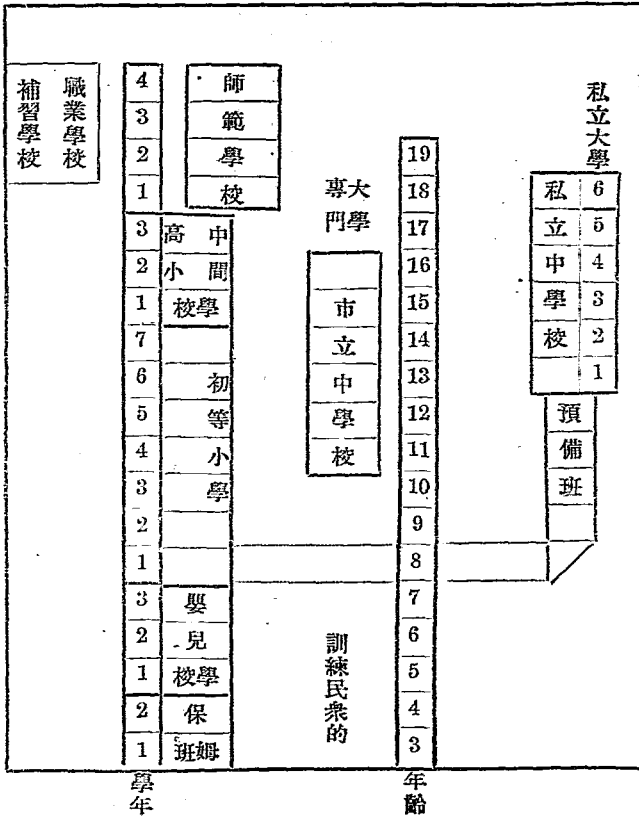 私立大學
6
5
4
3
2
1
私立中學校
預備班
19
18
17
16
15
14
13
12
11
10
9
8
7
6
5
4
3
年齡
大學
專門
市立中學校
訓練民衆的
師範學校
中間
高小
學校
初等小學
嬰兒學校
保姆班
4
3
2
1
3
2
1
7
6
5
4
3
2
1
3
2
1
2
1
學年
職業學校
補習學校